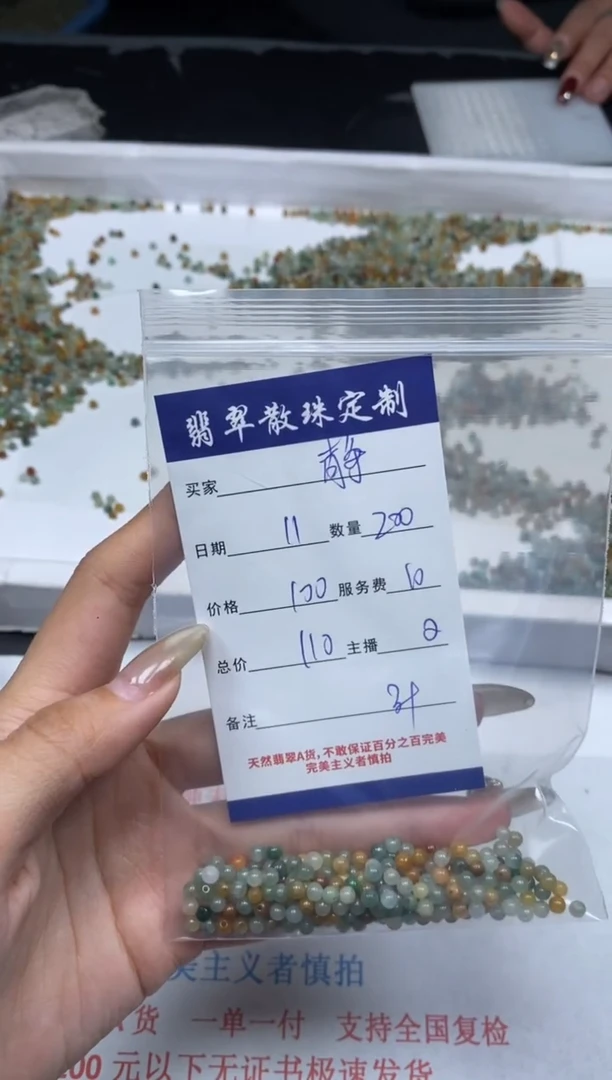 翡翠散珠定制
买家 静
日期 11 数量 200
价格 100 服务费 10
总价 110 主播
备注
天然翡翠A货,不敢保证百分之百完美
完美主义者慎拍
美主义者慎拍
A货 一单一付 支持全国复检
200元以下无证书极速发货